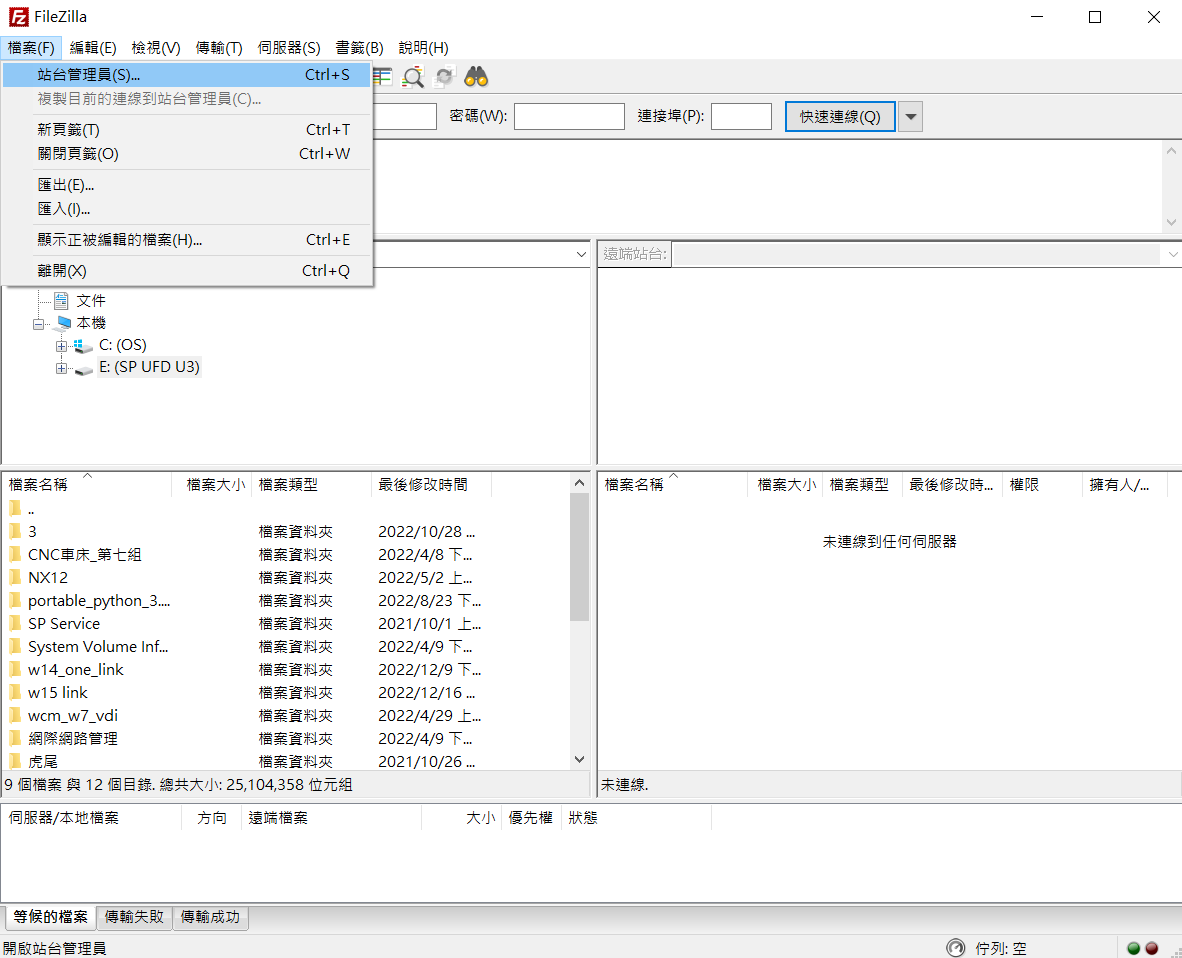 FileZilla
檔案(F) 編輯(E) 檢視(V) 傳輸(T) 伺服器(S) 書籤(B) 說明(H)
站台管理員(S)... Ctrl+S
複製目前的連線到站台管理員(C)...
新頁籤(T) Ctrl+T
關閉頁籤(O) Ctrl+W
匯出(E)...
匯入(I)...
顯示正被編輯的檔案(H)... Ctrl+E
離開(X) Ctrl+Q
密碼(W): 連接埠(P): 快速連線(Q)
遠端站台:
文件
本機
C: (OS)
E: (SP UFD U3)
檔案名稱 檔案大小 檔案類型 最後修改時間
..
3 檔案資料夾 2022/10/28 ...
CNC車床_第七組 檔案資料夾 2022/4/8 下...
NX12 檔案資料夾 2022/5/2 上...
portable_python_3.... 檔案資料夾 2022/8/23 下...
SP Service 檔案資料夾 2021/10/1 上...
System Volume Inf... 檔案資料夾 2022/4/9 下...
w14_one_link 檔案資料夾 2022/12/9 下...
w15 link 檔案資料夾 2022/12/16 ...
wcm_w7_vdi 檔案資料夾 2022/4/29 上...
網際網路管理 檔案資料夾 2022/4/9 下...
虎尾 檔案資料夾 2021/10/26 ...
9 個檔案 與 12 個目錄. 總共大小: 25,104,358 位元組
檔案名稱 檔案大小 檔案類型 最後修改時... 權限 擁有人/...
未連線到任何伺服器
未連線.
伺服器/本地檔案 方向 遠端檔案 大小 優先權 狀態
等候的檔案 傳輸失敗 傳輸成功
開啟站台管理員 佇列: 空